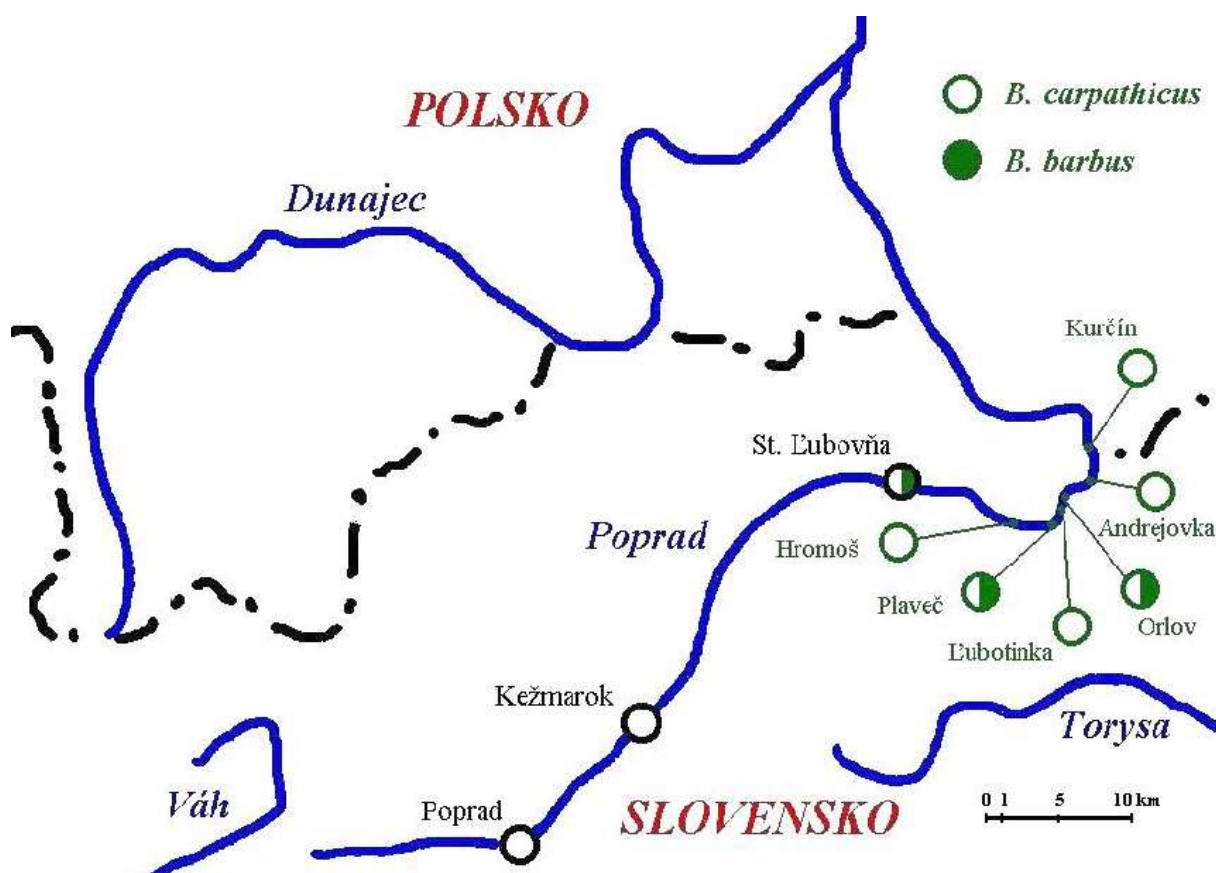 POLSKO
B. carpathicus
B. barbus
Dunajec
Kurčín
St. Ľubovňa
Poprad
Hromoš
Andrejovka
Plaveč
Orlov
Ľubotinka
Kežmarok
Torysa
Váh
Poprad
SLOVENSKO
0 1 5 10 km